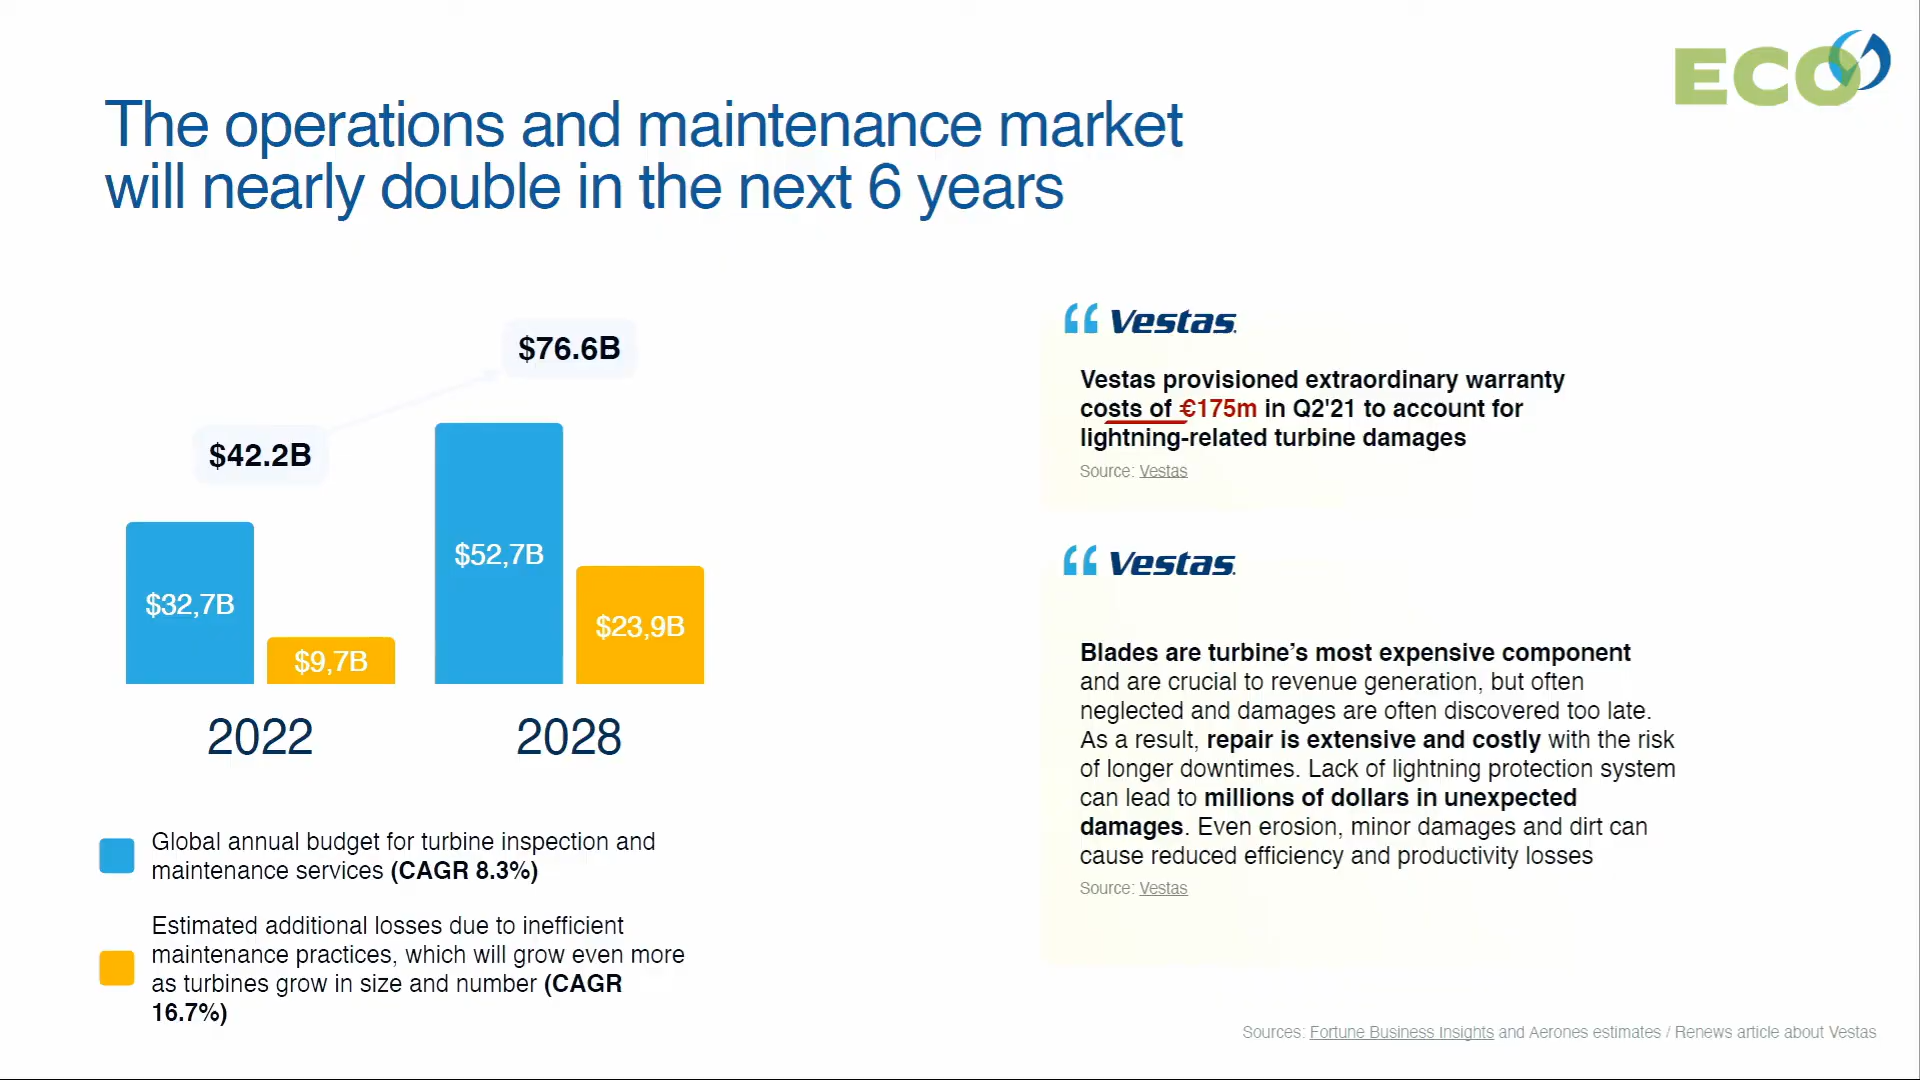 ECO
The operations and maintenance market
will nearly double in the next 6 years
$76.6B
$42.2B
$32,7B
$9,7B
$52,7B
$23,9B
2022
2028
Global annual budget for turbine inspection and
maintenance services (CAGR 8.3%)
Estimated additional losses due to inefficient
maintenance practices, which will grow even more
as turbines grow in size and number (CAGR
16.7%)
“ Vestas.
Vestas provisioned extraordinary warranty
costs of €175m in Q2'21 to account for
lightning-related turbine damages
Source: Vestas
“ Vestas.
Blades are turbine’s most expensive component
and are crucial to revenue generation, but often
neglected and damages are often discovered too late.
As a result, repair is extensive and costly with the risk
of longer downtimes. Lack of lightning protection system
can lead to millions of dollars in unexpected
damages. Even erosion, minor damages and dirt can
cause reduced efficiency and productivity losses
Source: Vestas
Sources: Fortune Business Insights and Aerones estimates / Renews article about Vestas